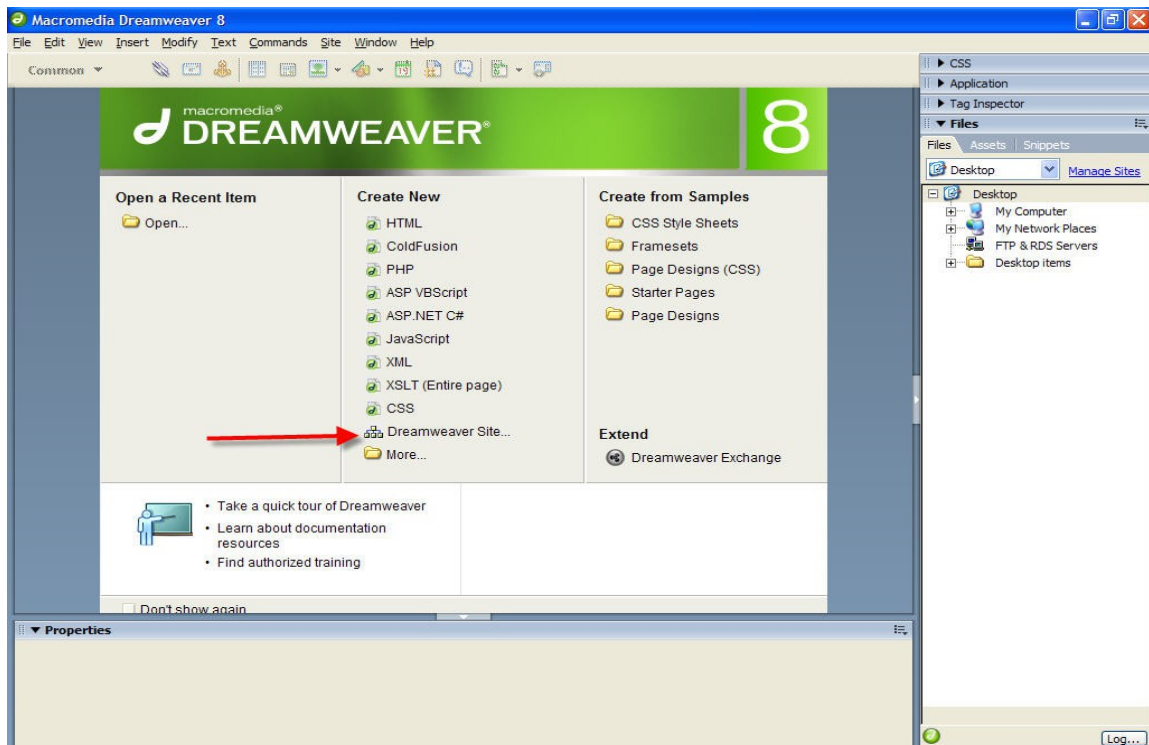 Macromedia Dreamweaver 8
File Edit View Insert Modify Text Commands Site Window Help
Common
macromedia®
DREAMWEAVER®
8
Open a Recent Item
Open...
Create New
HTML
ColdFusion
PHP
ASP VBScript
ASP.NET C#
JavaScript
XML
XSLT (Entire page)
CSS
Dreamweaver Site...
More...
Create from Samples
CSS Style Sheets
Framesets
Page Designs (CSS)
Starter Pages
Page Designs
Extend
Dreamweaver Exchange
• Take a quick tour of Dreamweaver
• Learn about documentation
resources
• Find authorized training
Don't show again
Properties
CSS
Application
Tag Inspector
Files
Files Assets Snippets
Desktop Manage Sites
Desktop
My Computer
My Network Places
FTP & RDS Servers
Desktop items
Log...